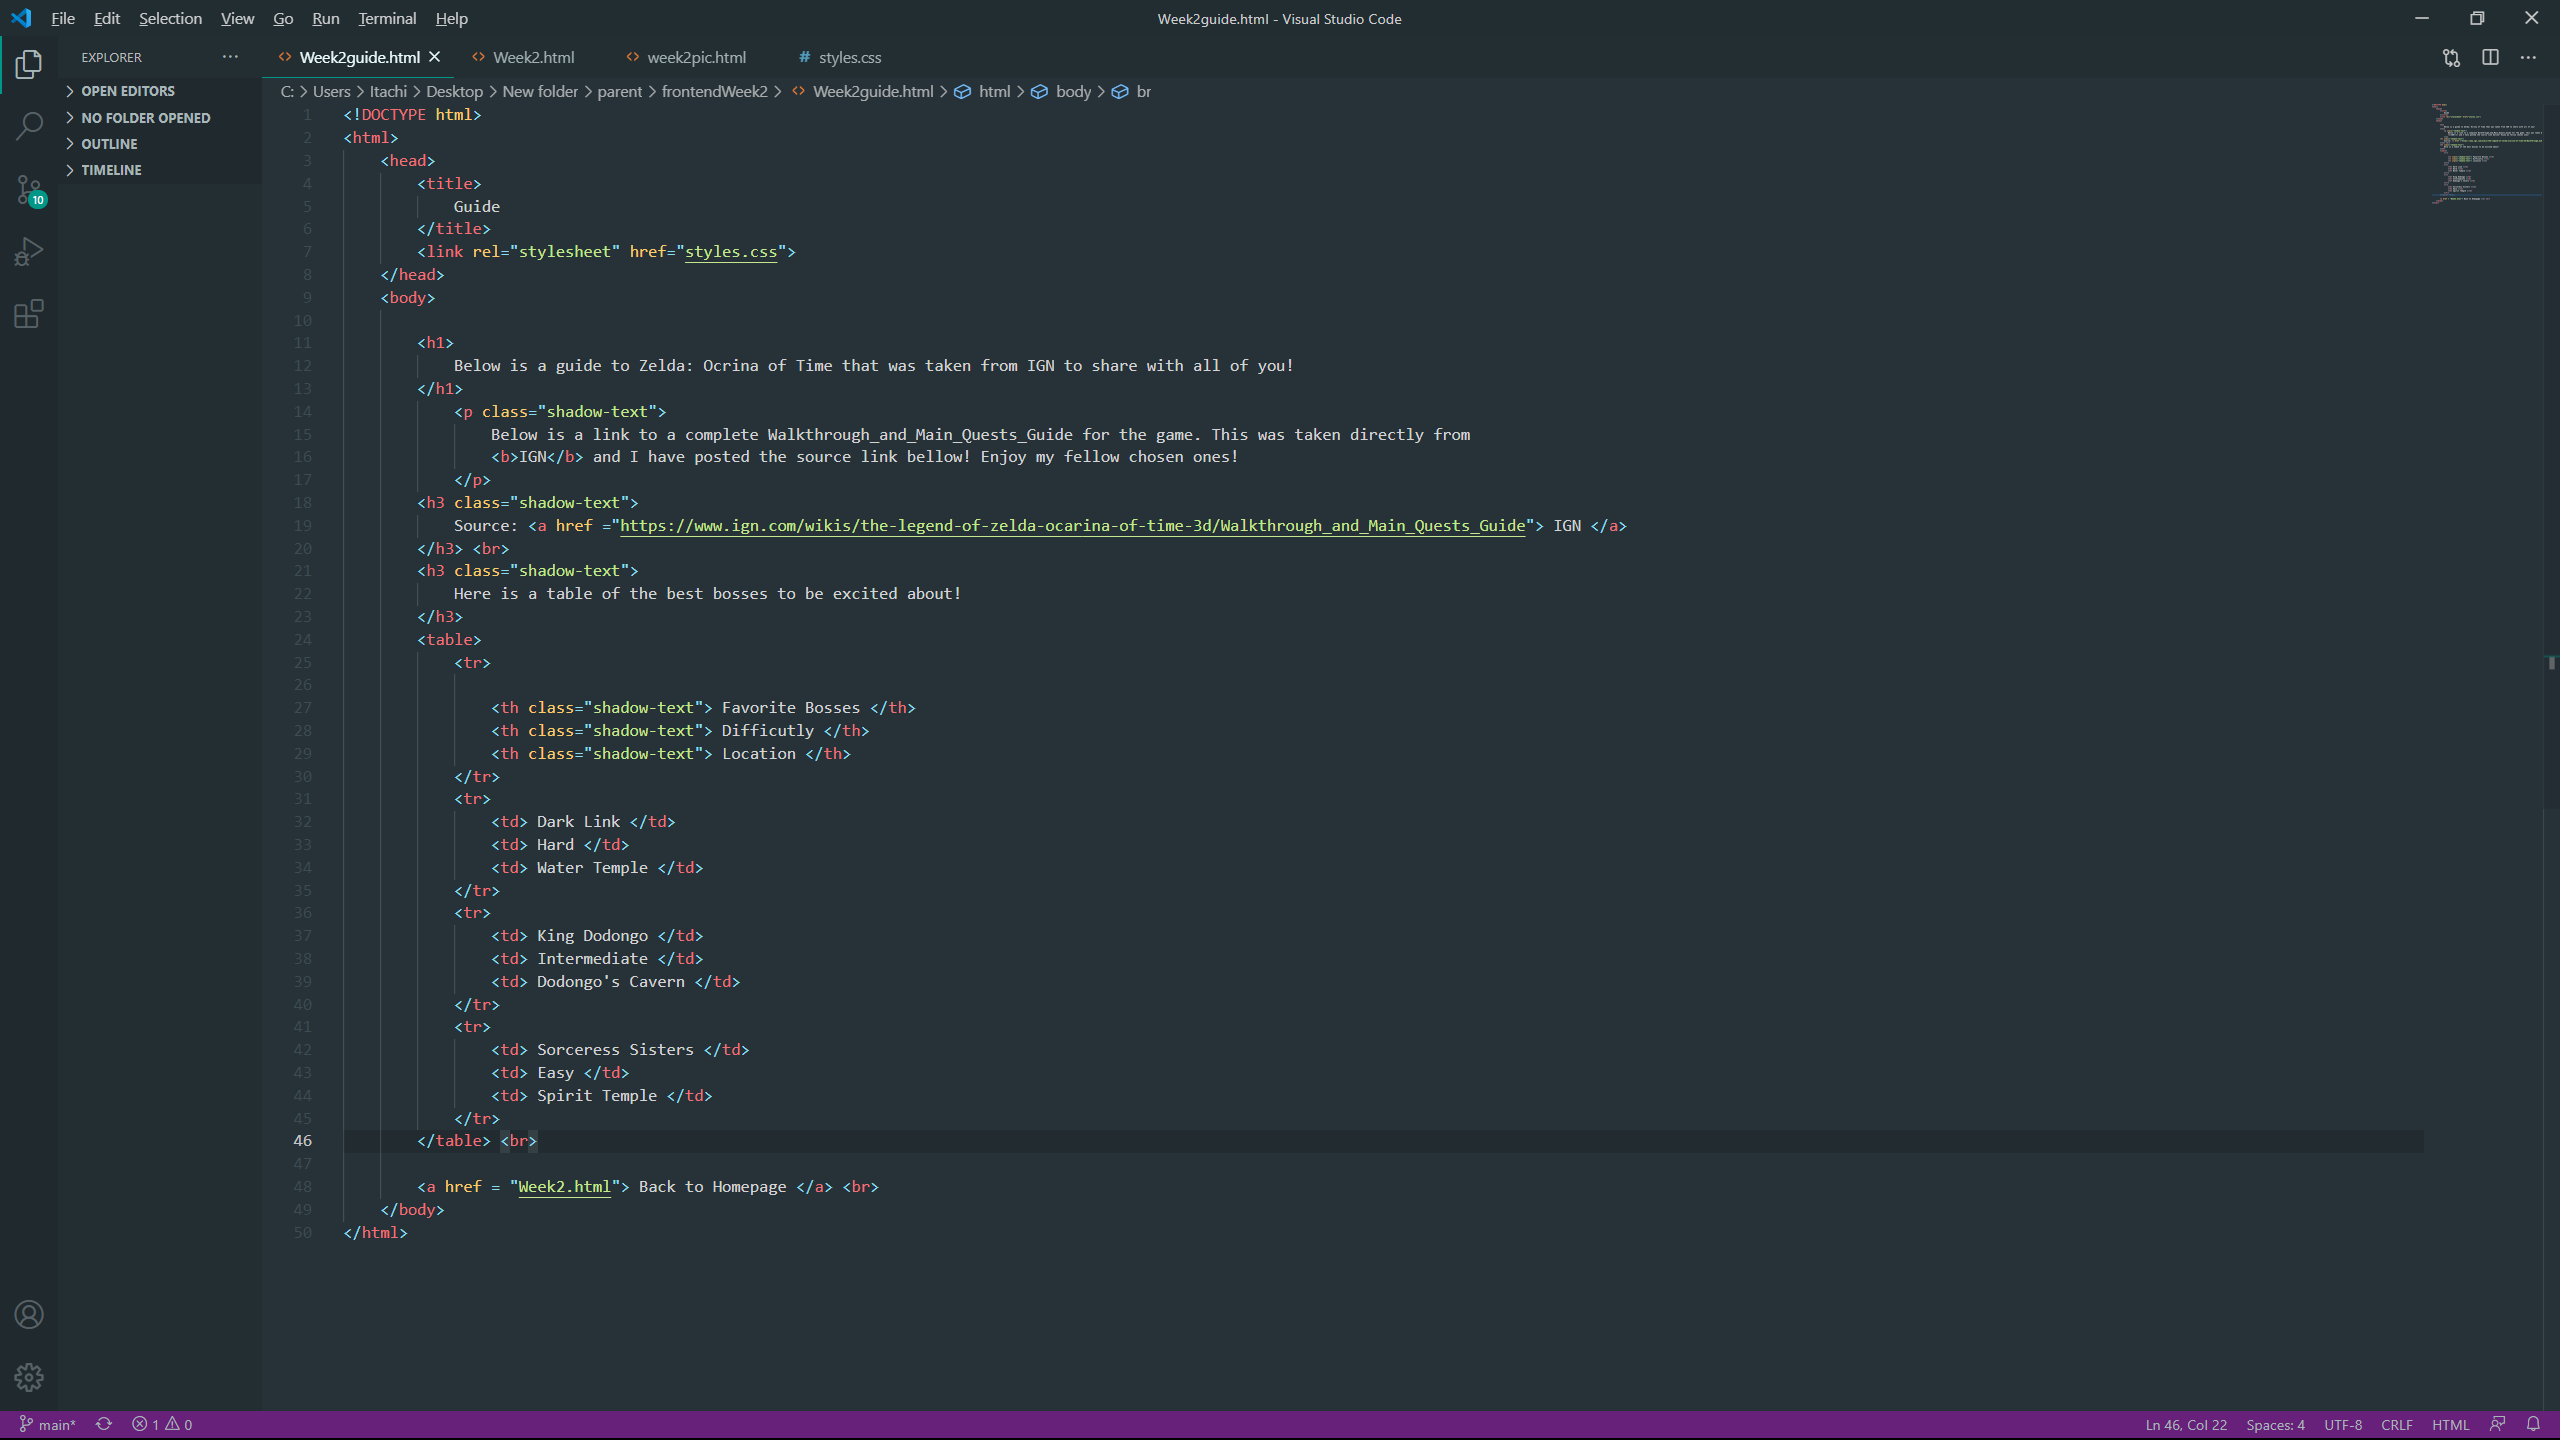 File Edit Selection View Go Run Terminal Help
Week2guide.html - Visual Studio Code
EXPLORER
Week2guide.html
Week2.html
week2pic.html
# styles.css
OPEN EDITORS
NO FOLDER OPENED
OUTLINE
TIMELINE
10
C: > Users > Itachi > Desktop > New folder > parent > frontendWeek2 > Week2guide.html > html > body > br
1 <!DOCTYPE html>
2 <html>
3 <head>
4 <title>
5 Guide
6 </title>
7 <link rel="stylesheet" href="styles.css">
8 </head>
9 <body>
10
11 <h1>
12 Below is a guide to Zelda: Ocrina of Time that was taken from IGN to share with all of you!
13 </h1>
14 <p class="shadow-text">
15 Below is a link to a complete Walkthrough_and_Main_Quests_Guide for the game. This was taken directly from
16 <b>IGN</b> and I have posted the source link bellow! Enjoy my fellow chosen ones!
17 </p>
18 <h3 class="shadow-text">
19 Source: <a href ="https://www.ign.com/wikis/the-legend-of-zelda-ocarina-of-time-3d/Walkthrough_and_Main_Quests_Guide"> IGN </a>
20 </h3> <br>
21 <h3 class="shadow-text">
22 Here is a table of the best bosses to be excited about!
23 </h3>
24 <table>
25 <tr>
26
27 <th class="shadow-text"> Favorite Bosses </th>
28 <th class="shadow-text"> Difficutly </th>
29 <th class="shadow-text"> Location </th>
30 </tr>
31 <tr>
32 <td> Dark Link </td>
33 <td> Hard </td>
34 <td> Water Temple </td>
35 </tr>
36 <tr>
37 <td> King Dodongo </td>
38 <td> Intermediate </td>
39 <td> Dodongo's Cavern </td>
40 </tr>
41 <tr>
42 <td> Sorceress Sisters </td>
43 <td> Easy </td>
44 <td> Spirit Temple </td>
45 </tr>
46 </table> <br>
47
48 <a href = "Week2.html"> Back to Homepage </a> <br>
49 </body>
50 </html>
main* 1 0
Ln 46, Col 22 Spaces: 4 UTF-8 CRLF HTML